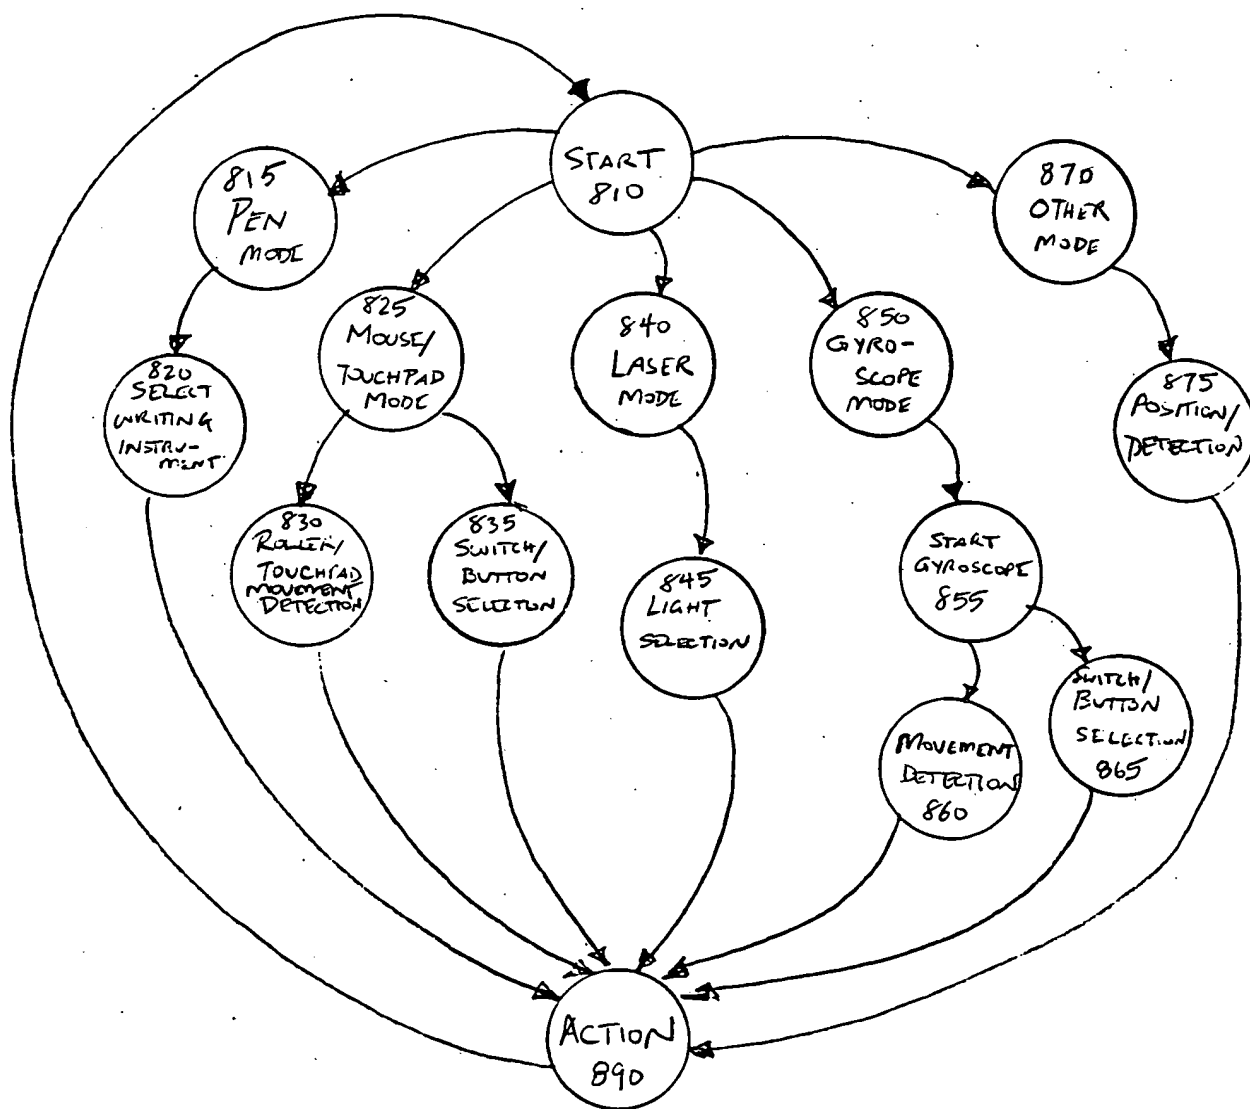 START
810
815
PEN
MODE
870
OTHER
MODE
825
MOUSE/
TOUCHPAD
MODE
840
LASER
MODE
850
GYRO-
SCOPE
MODE
820
SELECT
WRITING
INSTRU-
MENT
875
POSITION/
DETECTION
830
ROLLER/
TOUCHPAD
MOVEMENT
DETECTION
835
SWITCH/
BUTTON
SELECTION
845
LIGHT
SELECTION
START
GYROSCOPE
855
MOVEMENT
DETECTION
860
SWITCH/
BUTTON
SELECTION
865
ACTION
890